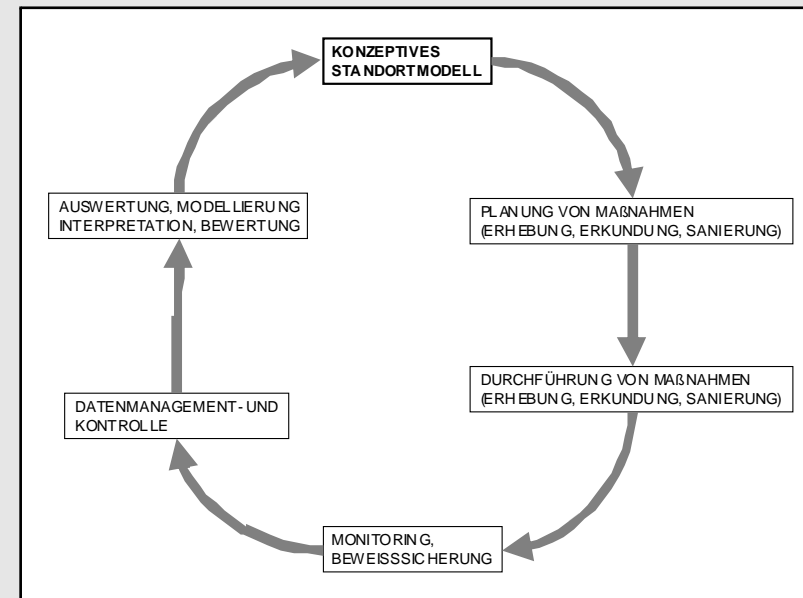 KONZEPTIVES
STANDORTMODELL
PLANUNG VON MAßNAHMEN
(ERHEBUNG, ERKUNDUNG, SANIERUNG)
DURCHFÜHRUNG VON MAßNAHMEN
(ERHEBUNG, ERKUNDUNG, SANIERUNG)
MONITORING,
BEWEISSSICHERUNG
DATENMANAGEMENT- UND
KONTROLLE
AUSWERTUNG, MODELLIERUNG
INTERPRETATION, BEWERTUNG